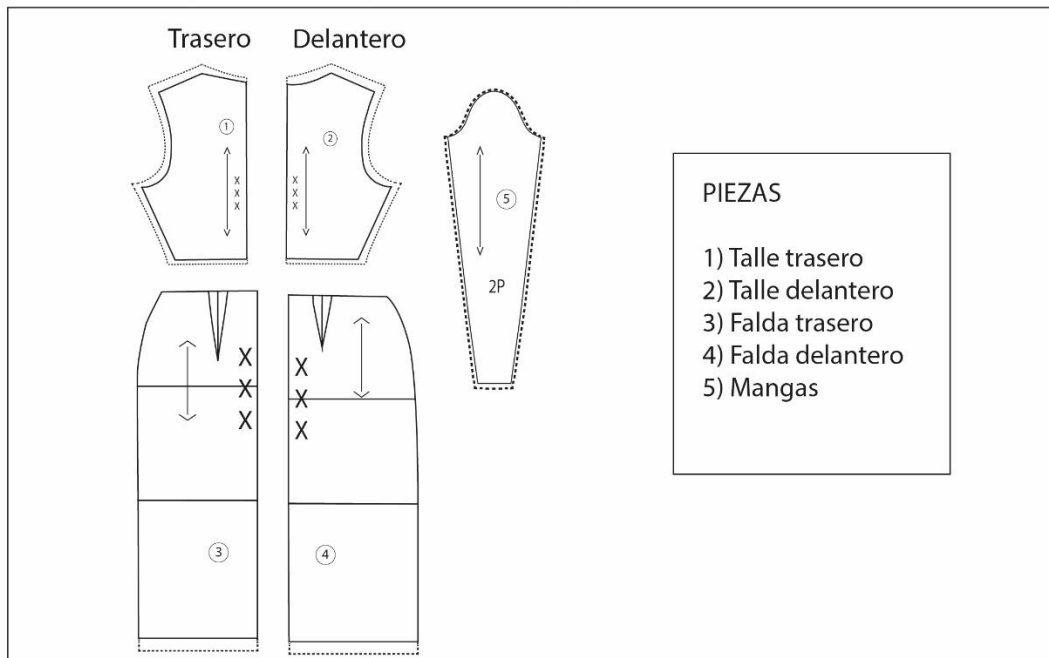 Trasero
Delantero
1
2
X
X
X
X
X
X
5
2P
X
X
X
X
X
X
3
4
PIEZAS
1) Talle trasero
2) Talle delantero
3) Falda trasero
4) Falda delantero
5) Mangas